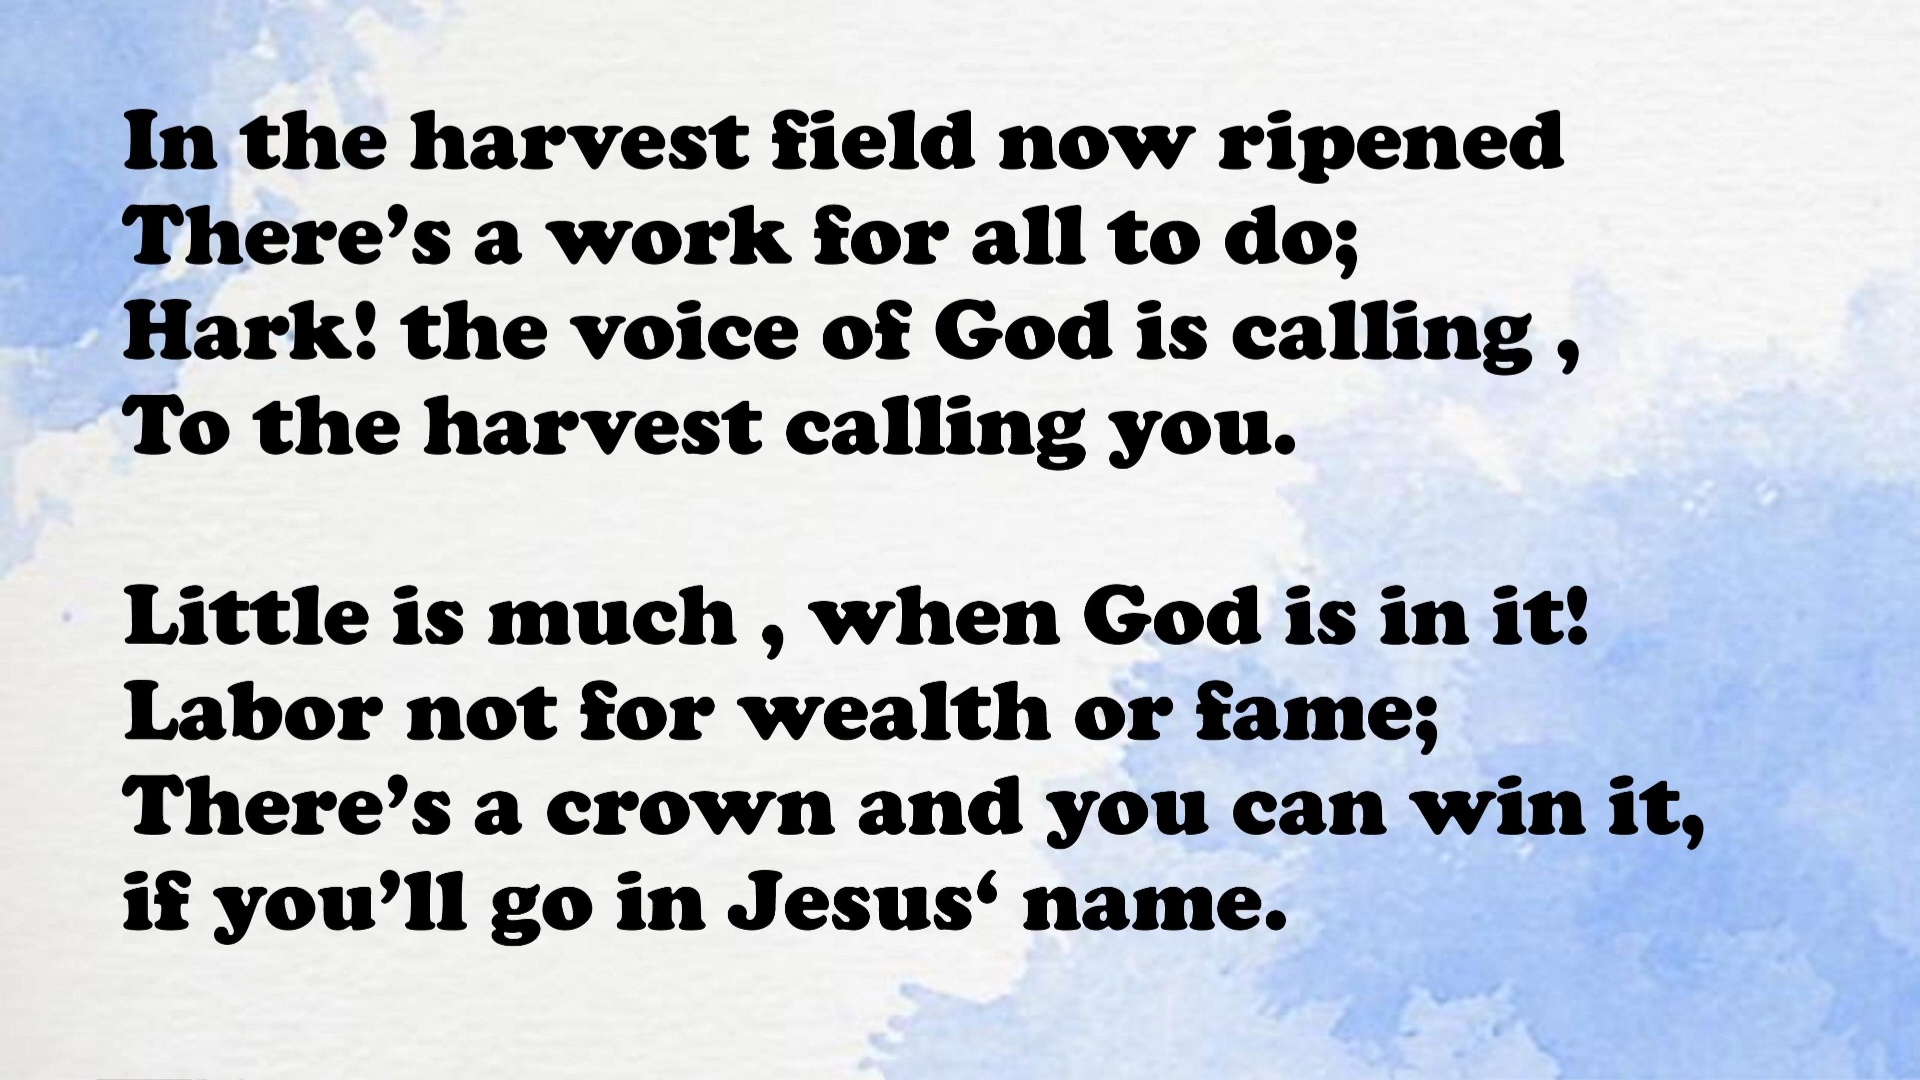 In the harvest field now ripened
There’s a work for all to do;
Hark! the voice of God is calling ,
To the harvest calling you.
Little is much , when God is in it!
Labor not for wealth or fame;
There’s a crown and you can win it,
if you’ll go in Jesus‘ name.